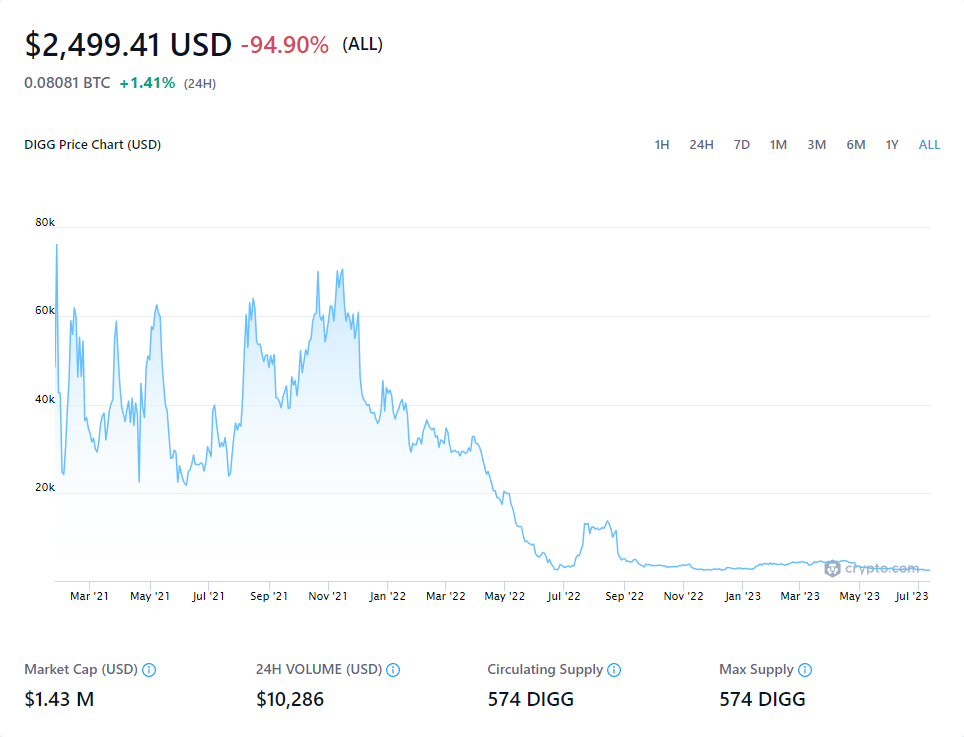 $2,499.41 USD -94.90% (ALL)
0.08081 BTC +1.41% (24H)
DIGG Price Chart (USD) 1H 24H 7D 1M 3M 6M 1Y ALL
80k
60k
40k
20k
crypto.com
Mar '21 May '21 Jul '21 Sep '21 Nov '21 Jan '22 Mar '22 May '22 Jul '22 Sep '22 Nov '22 Jan '23 Mar '23 May '23 Jul '23
Market Cap (USD) 24H VOLUME (USD) Circulating Supply Max Supply
$1.43 M $10,286 574 DIGG 574 DIGG